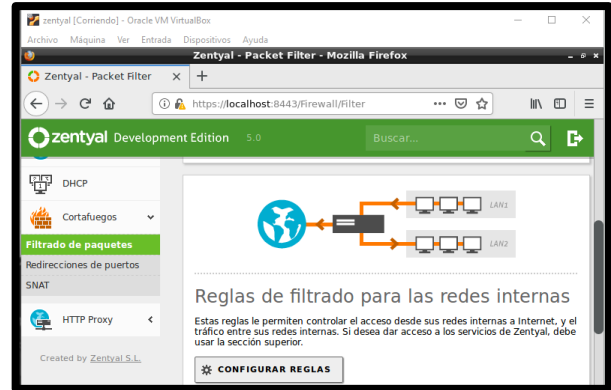 zentyal [Corriendo] - Oracle VM VirtualBox
Archivo Máquina Ver Entrada Dispositivos Ayuda
Zentyal - Packet Filter - Mozilla Firefox
Zentyal - Packet Filter
https://localhost:8443/Firewall/Filter
zentyal Development Edition 5.0 Buscar...
DHCP
Cortafuegos
Filtrado de paquetes
Redirecciones de puertos
SNAT
HTTP Proxy
Created by Zentyal S.L.
LAN1
LAN2
Reglas de filtrado para las redes internas
Estas reglas le permiten controlar el acceso desde sus redes internas a Internet, y el
tráfico entre sus redes internas. Si desea dar acceso a los servicios de Zentyal, debe
usar la sección superior.
CONFIGURAR REGLAS